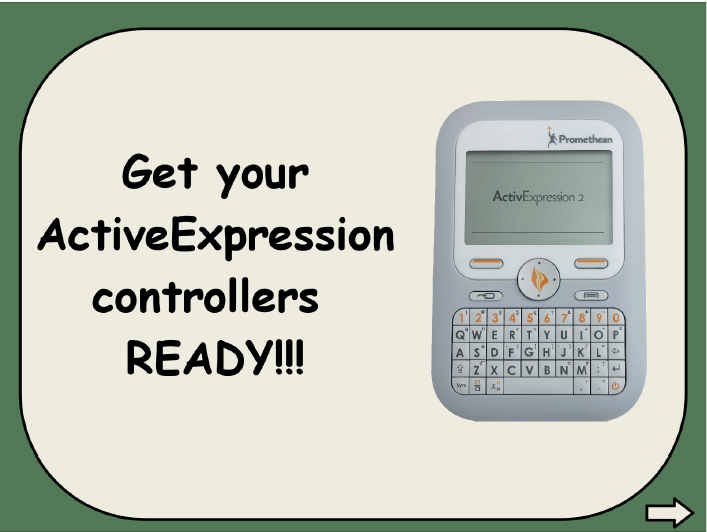 Get your
ActiveExpression
controllers
READY!!!
Promethean
ActivExpression 2
1 2 3 4 5 6 7 8 9 0
Q W E R T Y U I O P
A S D F G H J K L
Z X C V B N M
Sym